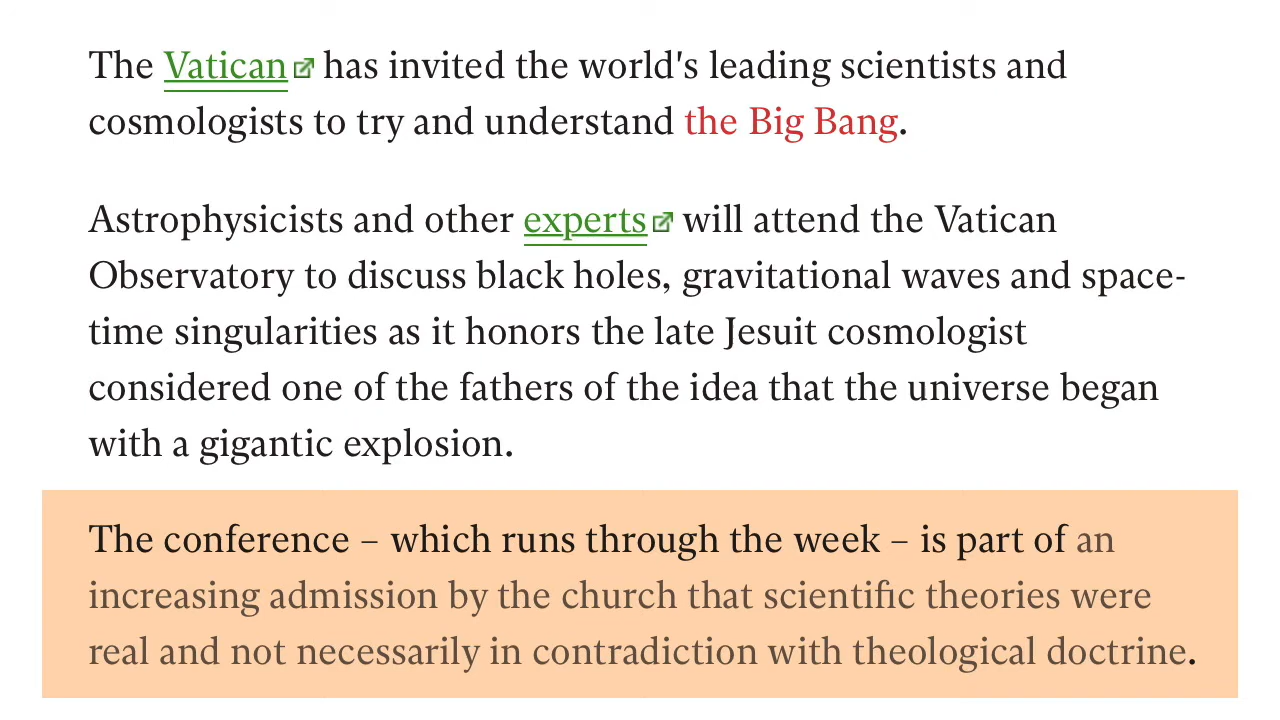 The Vatican has invited the world's leading scientists and
cosmologists to try and understand the Big Bang.
Astrophysicists and other experts will attend the Vatican
Observatory to discuss black holes, gravitational waves and space-
time singularities as it honors the late Jesuit cosmologist
considered one of the fathers of the idea that the universe began
with a gigantic explosion.
The conference – which runs through the week – is part of an
increasing admission by the church that scientific theories were
real and not necessarily in contradiction with theological doctrine.